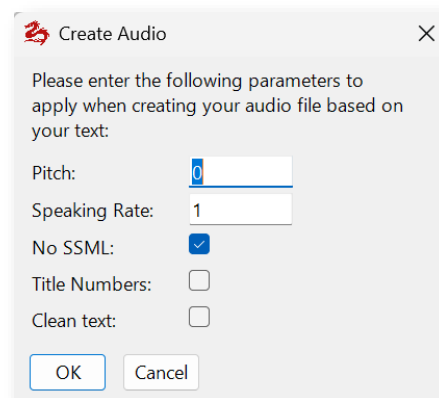 Create Audio
Please enter the following parameters to
apply when creating your audio file based on
your text:
Pitch: 0
Speaking Rate: 1
No SSML:
Title Numbers:
Clean text:
OK Cancel